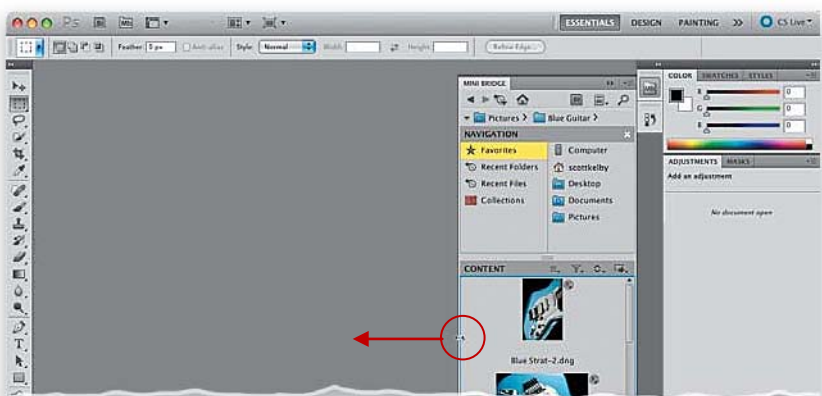 Ps Br Mb
ESSENTIALS DESIGN PAINTING >> CS Live
Feather: 0 px Anti-alias Style: Normal Width: Height: Refine Edge...
MINI BRIDGE
Pictures > Blue Guitar >
NAVIGATION
Favorites
Recent Folders
Recent Files
Collections
Computer
scottkelby
Desktop
Documents
Pictures
CONTENT
Blue Strat-2.dng
COLOR SWATCHES STYLES
R 0
G 0
B 0
ADJUSTMENTS MASKS
Add an adjustment
No document open